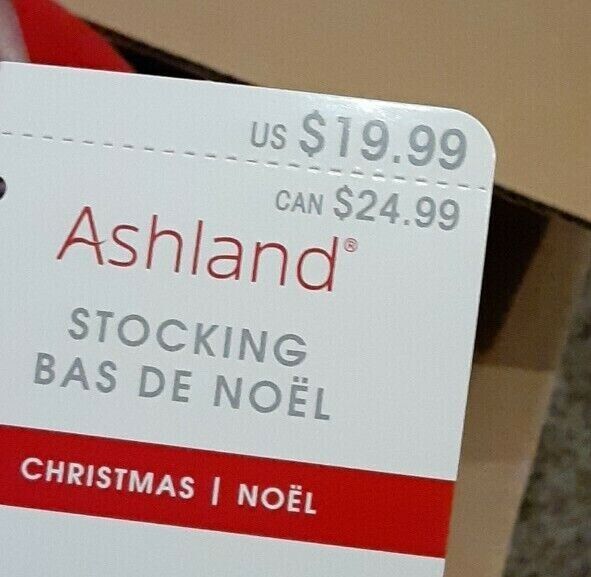 US $19.99
CAN $24.99
Ashland®
STOCKING
BAS DE NOËL
CHRISTMAS | NOËL